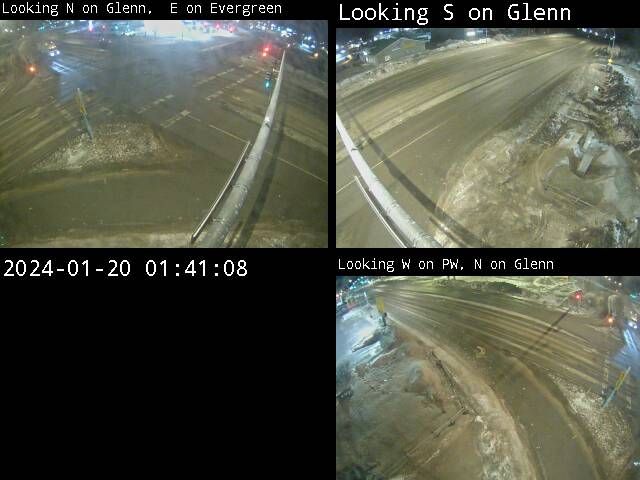 Looking N on Glenn, E on Evergreen
Looking S on Glenn
2024-01-20 01:41:08
Looking W on PW, N on Glenn